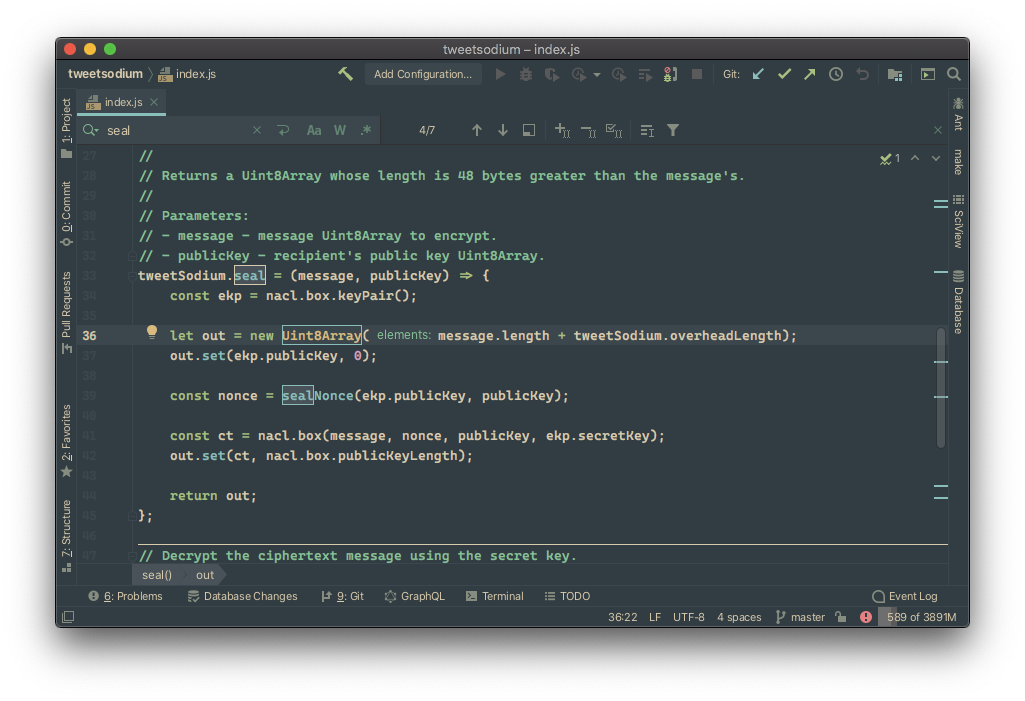 tweetsodium – index.js
tweetsodium index.js Add Configuration... Git:
index.js
seal Aa W .* 4/7
1: Project
0: Commit
Pull Requests
2: Favorites
Z: Structure
27 //
28 // Returns a Uint8Array whose length is 48 bytes greater than the message's.
29 //
30 // Parameters:
31 // - message - message Uint8Array to encrypt.
32 // - publicKey - recipient's public key Uint8Array.
33 tweetSodium.seal = (message, publicKey) => {
34 const ekp = nacl.box.keyPair();
35
36 let out = new Uint8Array( elements: message.length + tweetSodium.overheadLength);
37 out.set(ekp.publicKey, 0);
38
39 const nonce = sealNonce(ekp.publicKey, publicKey);
40
41 const ct = nacl.box(message, nonce, publicKey, ekp.secretKey);
42 out.set(ct, nacl.box.publicKeyLength);
43
44 return out;
45 };
46
47 // Decrypt the ciphertext message using the secret key.
1
Ant
make
SciView
Database
seal() out
6: Problems Database Changes 9: Git GraphQL Terminal TODO Event Log
36:22 LF UTF-8 4 spaces master 589 of 3891M